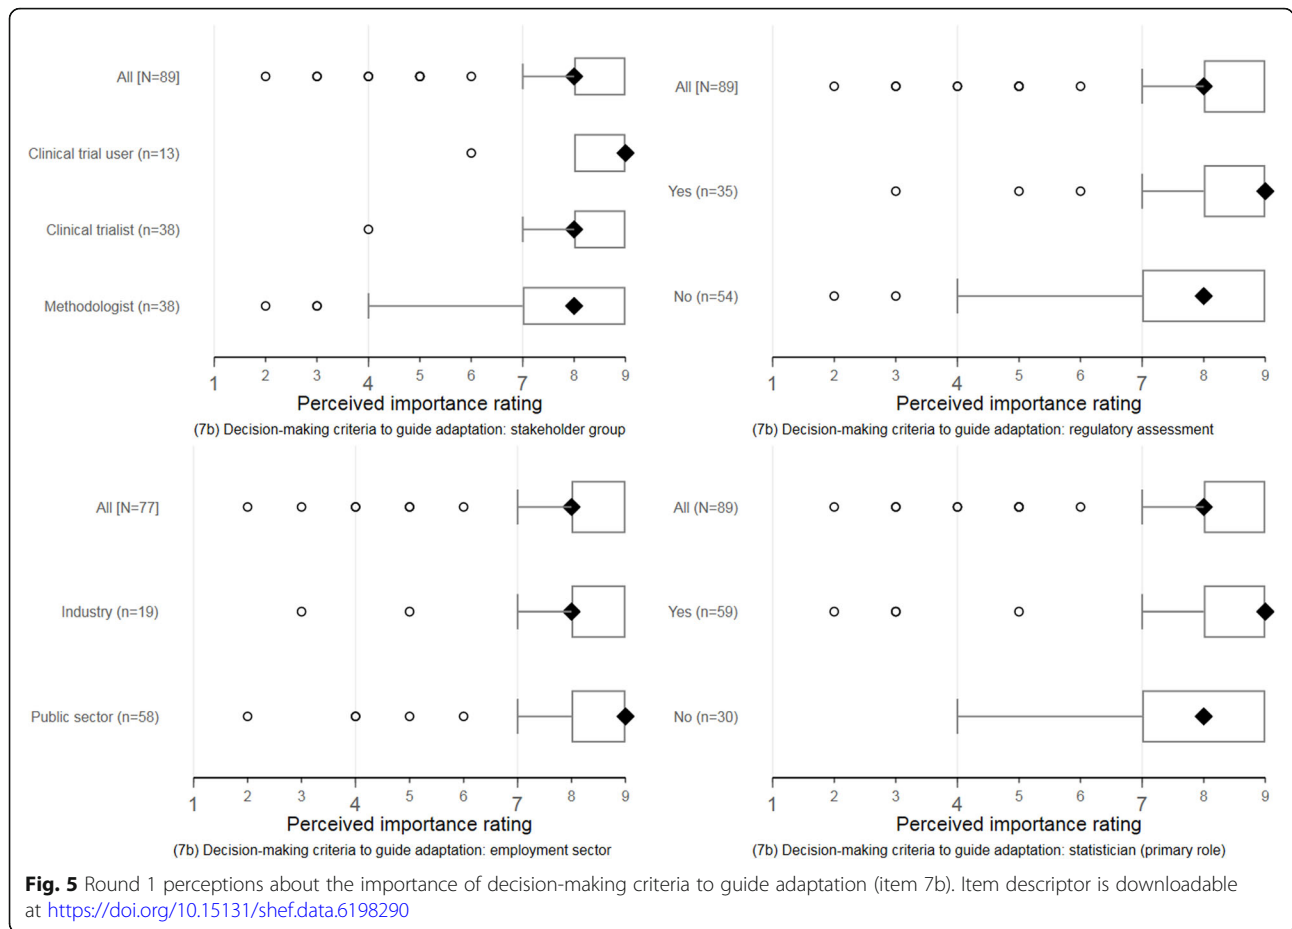 All [N=89]
Clinical trial user (n=13)
Clinical trialist (n=38)
Methodologist (n=38)
1 2 3 4 5 6 7 8 9
Perceived importance rating
(7b) Decision-making criteria to guide adaptation: stakeholder group
All [N=89]
Yes (n=35)
No (n=54)
1 2 3 4 5 6 7 8 9
Perceived importance rating
(7b) Decision-making criteria to guide adaptation: regulatory assessment
All [N=77]
Industry (n=19)
Public sector (n=58)
1 2 3 4 5 6 7 8 9
Perceived importance rating
(7b) Decision-making criteria to guide adaptation: employment sector
All (N=89)
Yes (n=59)
No (n=30)
1 2 3 4 5 6 7 8 9
Perceived importance rating
(7b) Decision-making criteria to guide adaptation: statistician (primary role)
Fig. 5 Round 1 perceptions about the importance of decision-making criteria to guide adaptation (item 7b). Item descriptor is downloadable
at https://doi.org/10.15131/shef.data.6198290